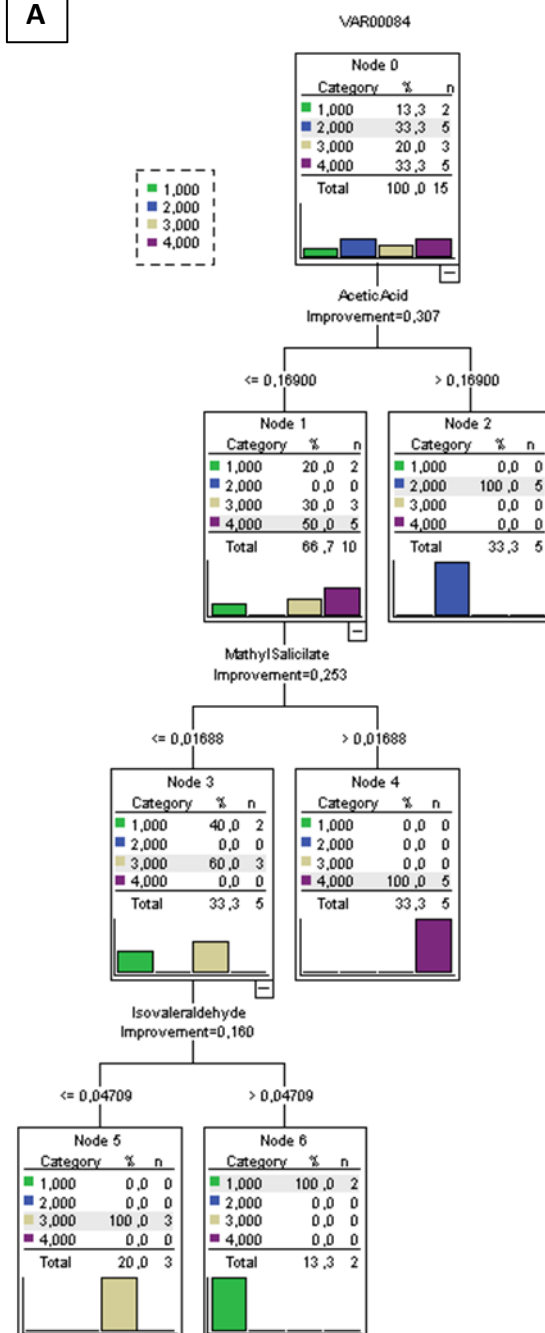 A
VAR00084
Node 0
Category % n
1,000 13,3 2
2,000 33,3 5
3,000 20,0 3
4,000 33,3 5
Total 100,0 15
1,000
2,000
3,000
4,000
AceticAcid
Improvement=0,307
<= 0,16900
> 0,16900
Node 1
Category % n
1,000 20,0 2
2,000 0,0 0
3,000 30,0 3
4,000 50,0 5
Total 66,7 10
Node 2
Category % n
1,000 0,0 0
2,000 100,0 5
3,000 0,0 0
4,000 0,0 0
Total 33,3 5
MathylSalicilate
Improvement=0,253
<= 0,01688
> 0,01688
Node 3
Category % n
1,000 40,0 2
2,000 0,0 0
3,000 60,0 3
4,000 0,0 0
Total 33,3 5
Node 4
Category % n
1,000 0,0 0
2,000 0,0 0
3,000 0,0 0
4,000 100,0 5
Total 33,3 5
Isovaleraldehyde
Improvement=0,160
<= 0,04709
> 0,04709
Node 5
Category % n
1,000 0,0 0
2,000 0,0 0
3,000 100,0 3
4,000 0,0 0
Total 20,0 3
Node 6
Category % n
1,000 100,0 2
2,000 0,0 0
3,000 0,0 0
4,000 0,0 0
Total 13,3 2